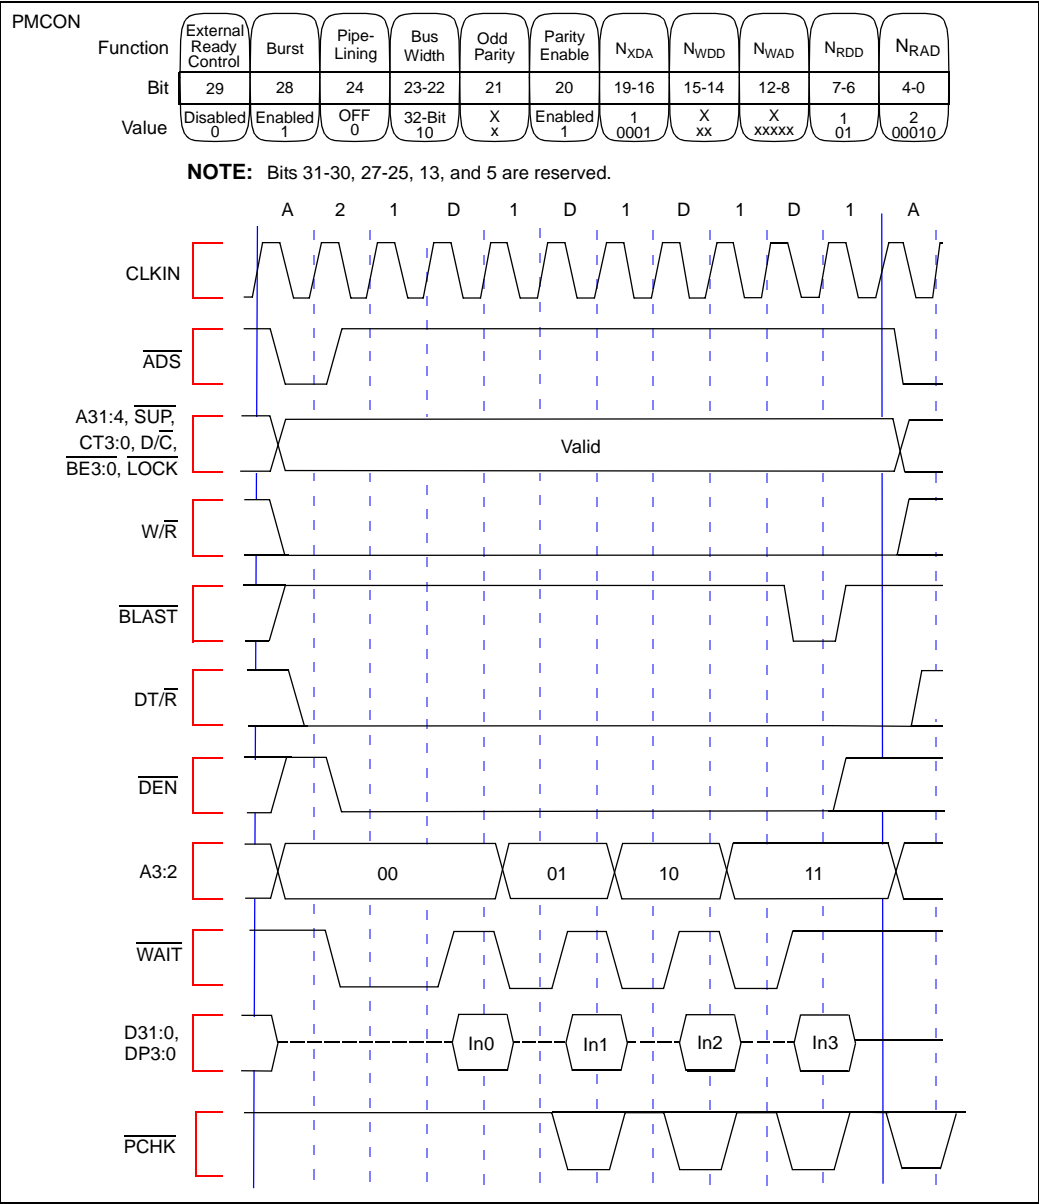 PMCON
Function External Ready Control Burst Pipe-Lining Bus Width Odd Parity Parity Enable NXDA NWDD NWAD NRDD NRAD
Bit 29 28 24 23-22 21 20 19-16 15-14 12-8 7-6 4-0
Value Disabled 0 Enabled 1 OFF 0 32-Bit 10 X x Enabled 1 1 0001 X xx X xxxxx 1 01 2 00010
NOTE: Bits 31-30, 27-25, 13, and 5 are reserved.
A 2 1 D 1 D 1 D 1 D 1 A
CLKIN
ADS
A31:4, SUP,
CT3:0, D/C,
BE3:0, LOCK
Valid
W/R
BLAST
DT/R
DEN
A3:2 00 01 10 11
WAIT
D31:0,
DP3:0
In0 In1 In2 In3
PCHK